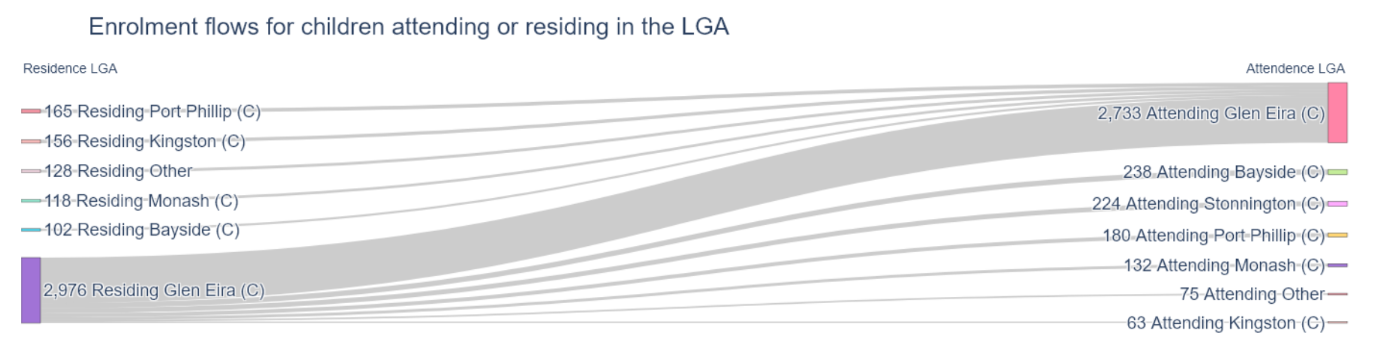 Enrolment flows for children attending or residing in the LGA
Residence LGA
Attendence LGA
165 Residing Port Phillip (C)
156 Residing Kingston (C)
128 Residing Other
118 Residing Monash (C)
102 Residing Bayside (C)
2,976 Residing Glen Eira (C)
2,733 Attending Glen Eira (C)
238 Attending Bayside (C)
224 Attending Stonnington (C)
180 Attending Port Phillip (C)
132 Attending Monash (C)
75 Attending Other
63 Attending Kingston (C)